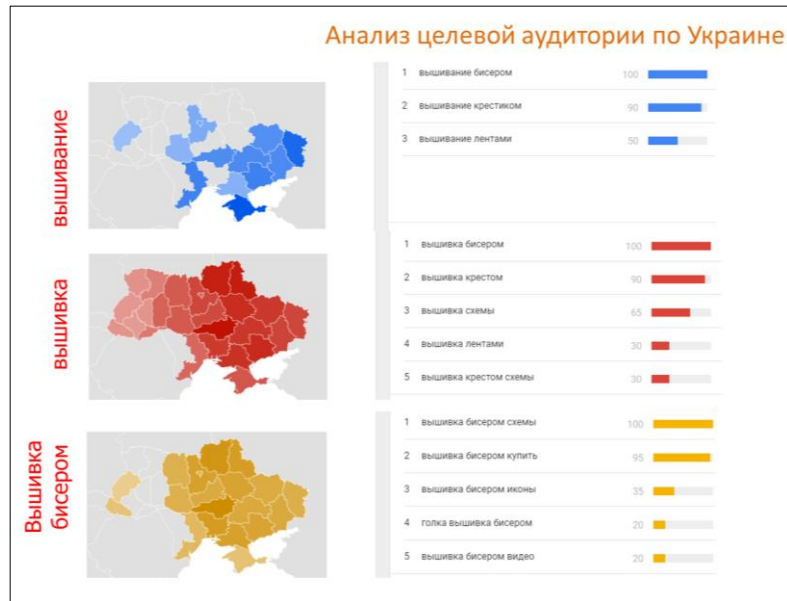 Анализ целевой аудитории по Украине
вышивание
1 вышивание бисером 100
2 вышивание крестиком 90
3 вышивание лентами 50
вышивка
1 вышивка бисером 100
2 вышивка крестом 90
3 вышивка схемы 65
4 вышивка лентами 30
5 вышивка крестом схемы 30
Вышивка
бисером
1 вышивка бисером схемы 100
2 вышивка бисером купить 95
3 вышивка бисером иконы 35
4 голка вышивка бисером 20
5 вышивка бисером видео 20